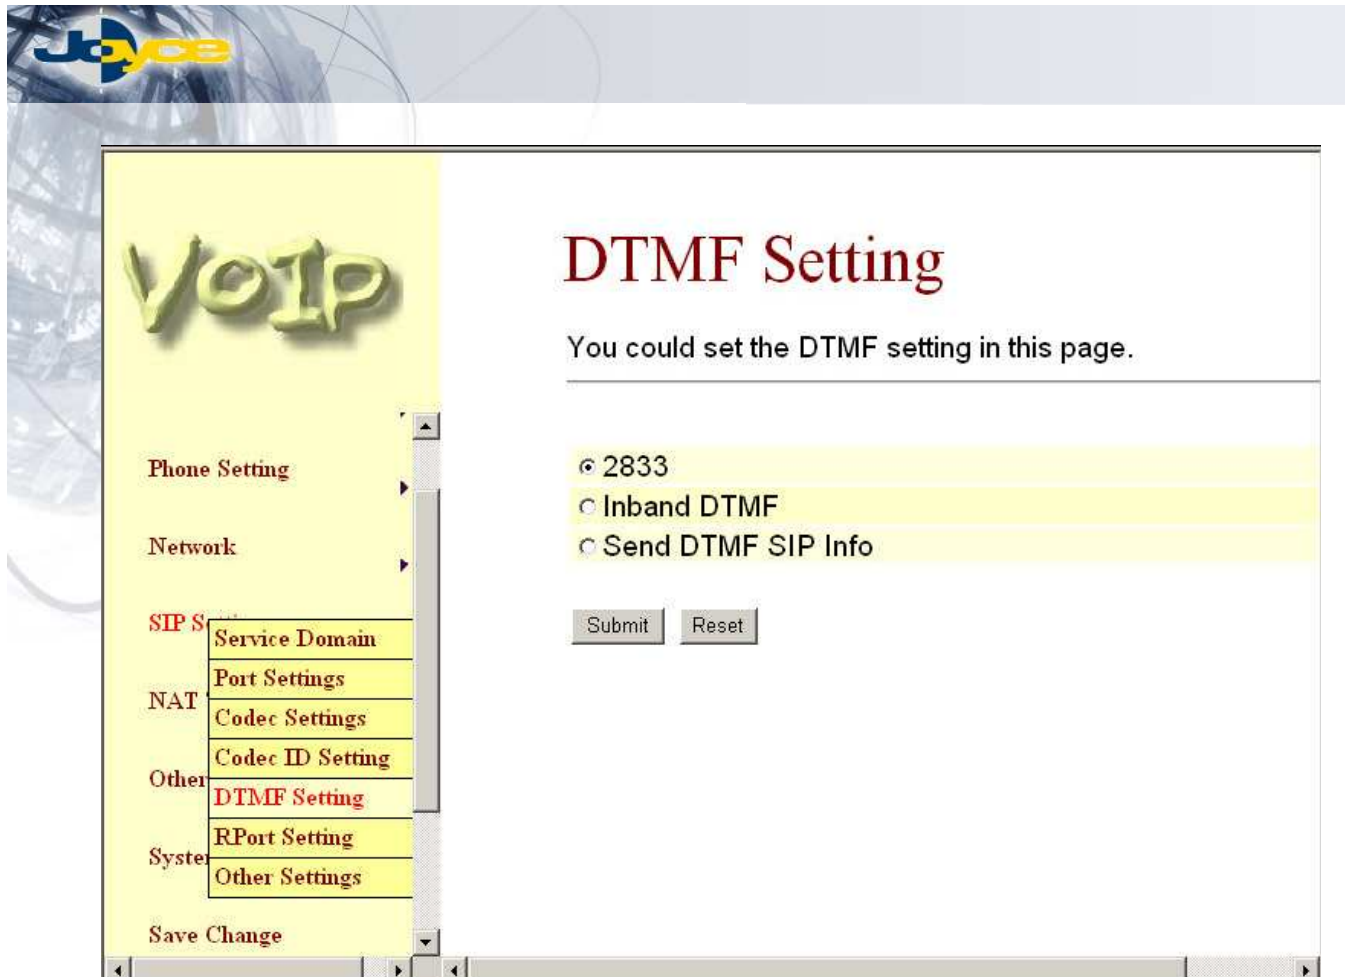 Joyce
VOIP
DTMF Setting
You could set the DTMF setting in this page.
Phone Setting
Network
SIP
NAT
Other
Service Domain
Port Settings
Codec Settings
Codec ID Setting
DTMF Setting
RPort Setting
Other Settings
Save Change
2833
Inband DTMF
Send DTMF SIP Info
Submit
Reset